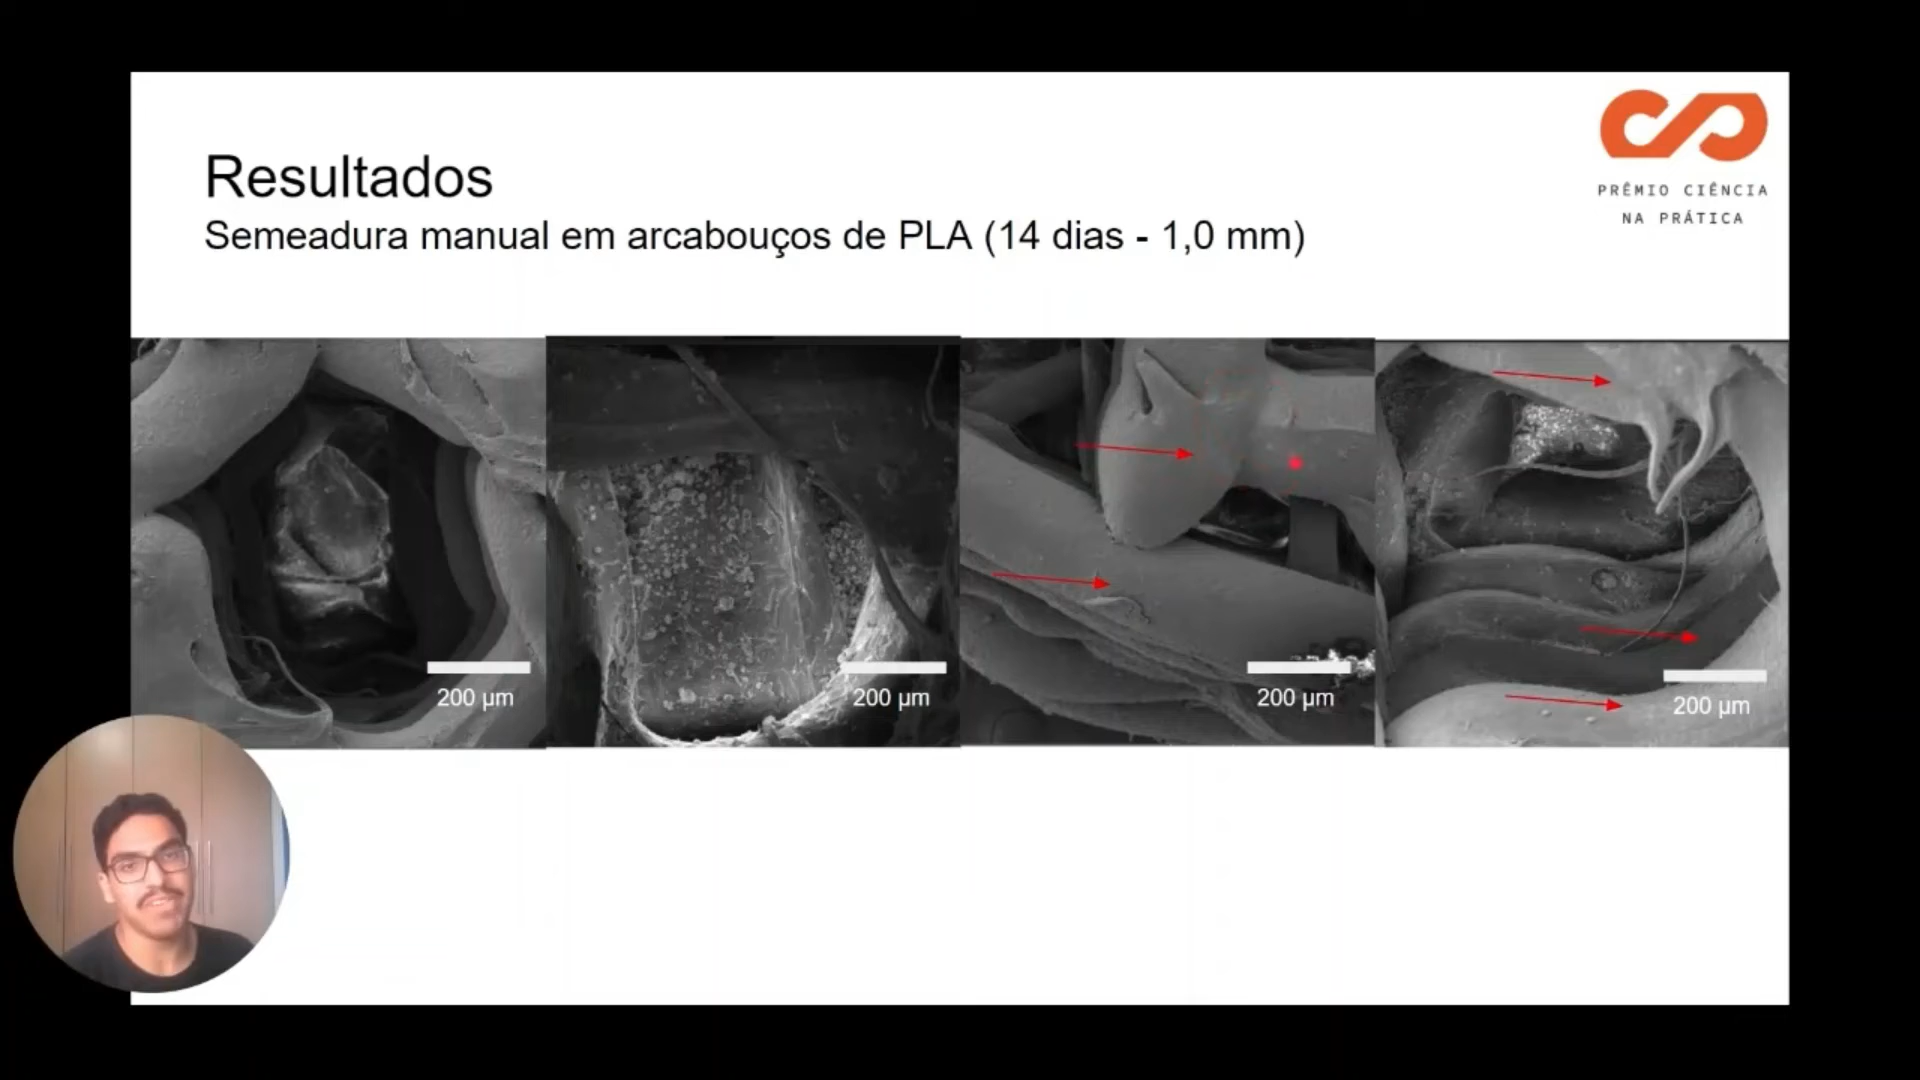 PRÊMIO CIÊNCIA
NA PRÁTICA
Resultados
Semeadura manual em arcabouços de PLA (14 dias - 1,0 mm)
200 µm
200 µm
200 µm
200 µm